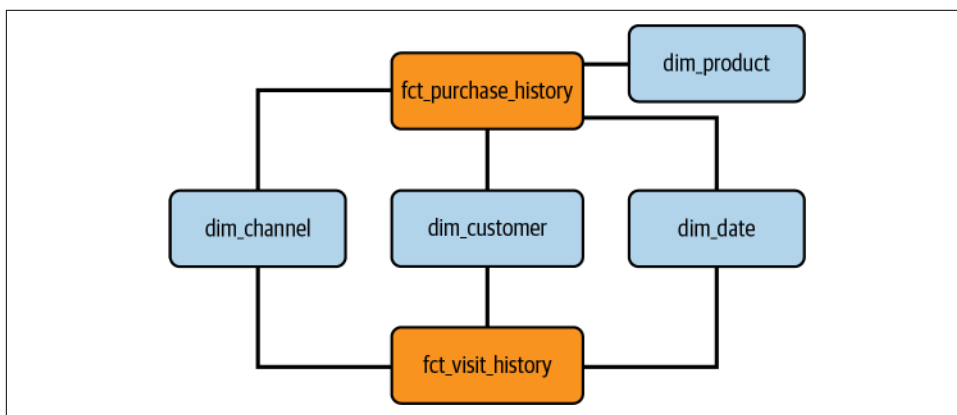 dim_product
fct_purchase_history
dim_channel
dim_customer
dim_date
fct_visit_history